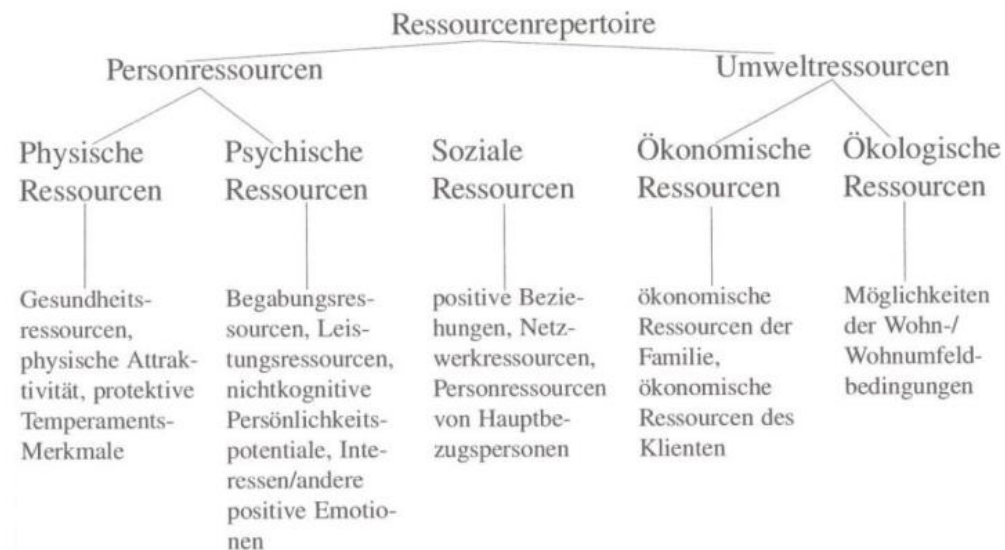 Ressourcenrepertoire
Personressourcen
Umweltressourcen
Physische
Ressourcen
Psychische
Ressourcen
Soziale
Ressourcen
Ökonomische
Ressourcen
Ökologische
Ressourcen
Gesundheits-
ressourcen,
physische Attrak-
tivität, protektive
Temperaments-
Merkmale
Begabungsres-
sourcen, Leis-
tungsressourcen,
nichtkognitive
Persönlichkeits-
potentiale, Inte-
ressen/andere
positive Emotio-
nen
positive Bezie-
hungen, Netz-
werkressourcen,
Personressourcen
von Hauptbe-
zugspersonen
ökonomische
Ressourcen der
Familie,
ökonomische
Ressourcen des
Klienten
Möglichkeiten
der Wohn-/
Wohnumfeld-
bedingungen